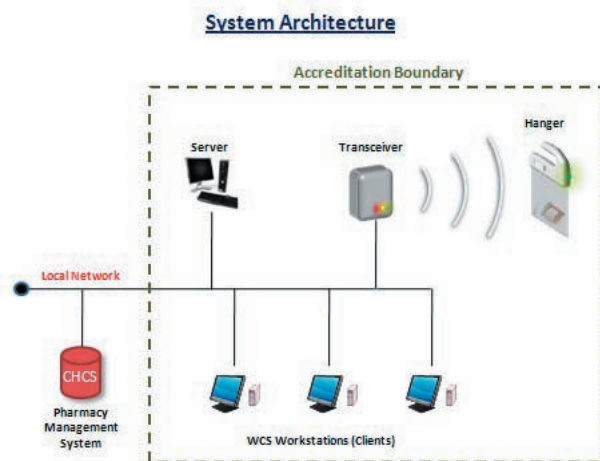 System Architecture
Accreditation Boundary
Server
Transceiver
Hanger
Local Network
CHCS
Pharmacy
Management
System
WCS Workstations (Clients)